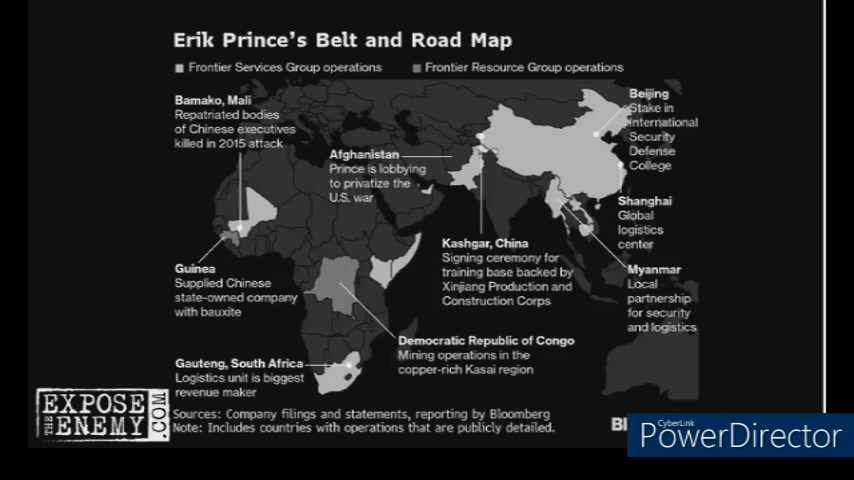 Erik Prince's Belt and Road Map
Frontier Services Group operations
Frontier Resource Group operations
Bamako, Mali
Repatriated bodies
of Chinese executives
killed in 2015 attack
Afghanistan
Prince is lobbying
to privatize the
U.S. war
Beijing
Stake in
International
Security
Defense
College
Shanghai
Global
logistics
center
Kashgar, China
Signing ceremony for
training base backed by
Xinjiang Production and
Construction Corps
Myanmar
Local
partnership
for security
and logistics
Guinea
Supplied Chinese
state-owned company
with bauxite
Democratic Republic of Congo
Mining operations in the
copper-rich Kasai region
Gauteng, South Africa
Logistics unit is biggest
revenue maker
Sources: Company filings and statements, reporting by Bloomberg
Note: Includes countries with operations that are publicly detailed.
EXPOSE
THE ENEMY
.COM
CyberLink
PowerDirector